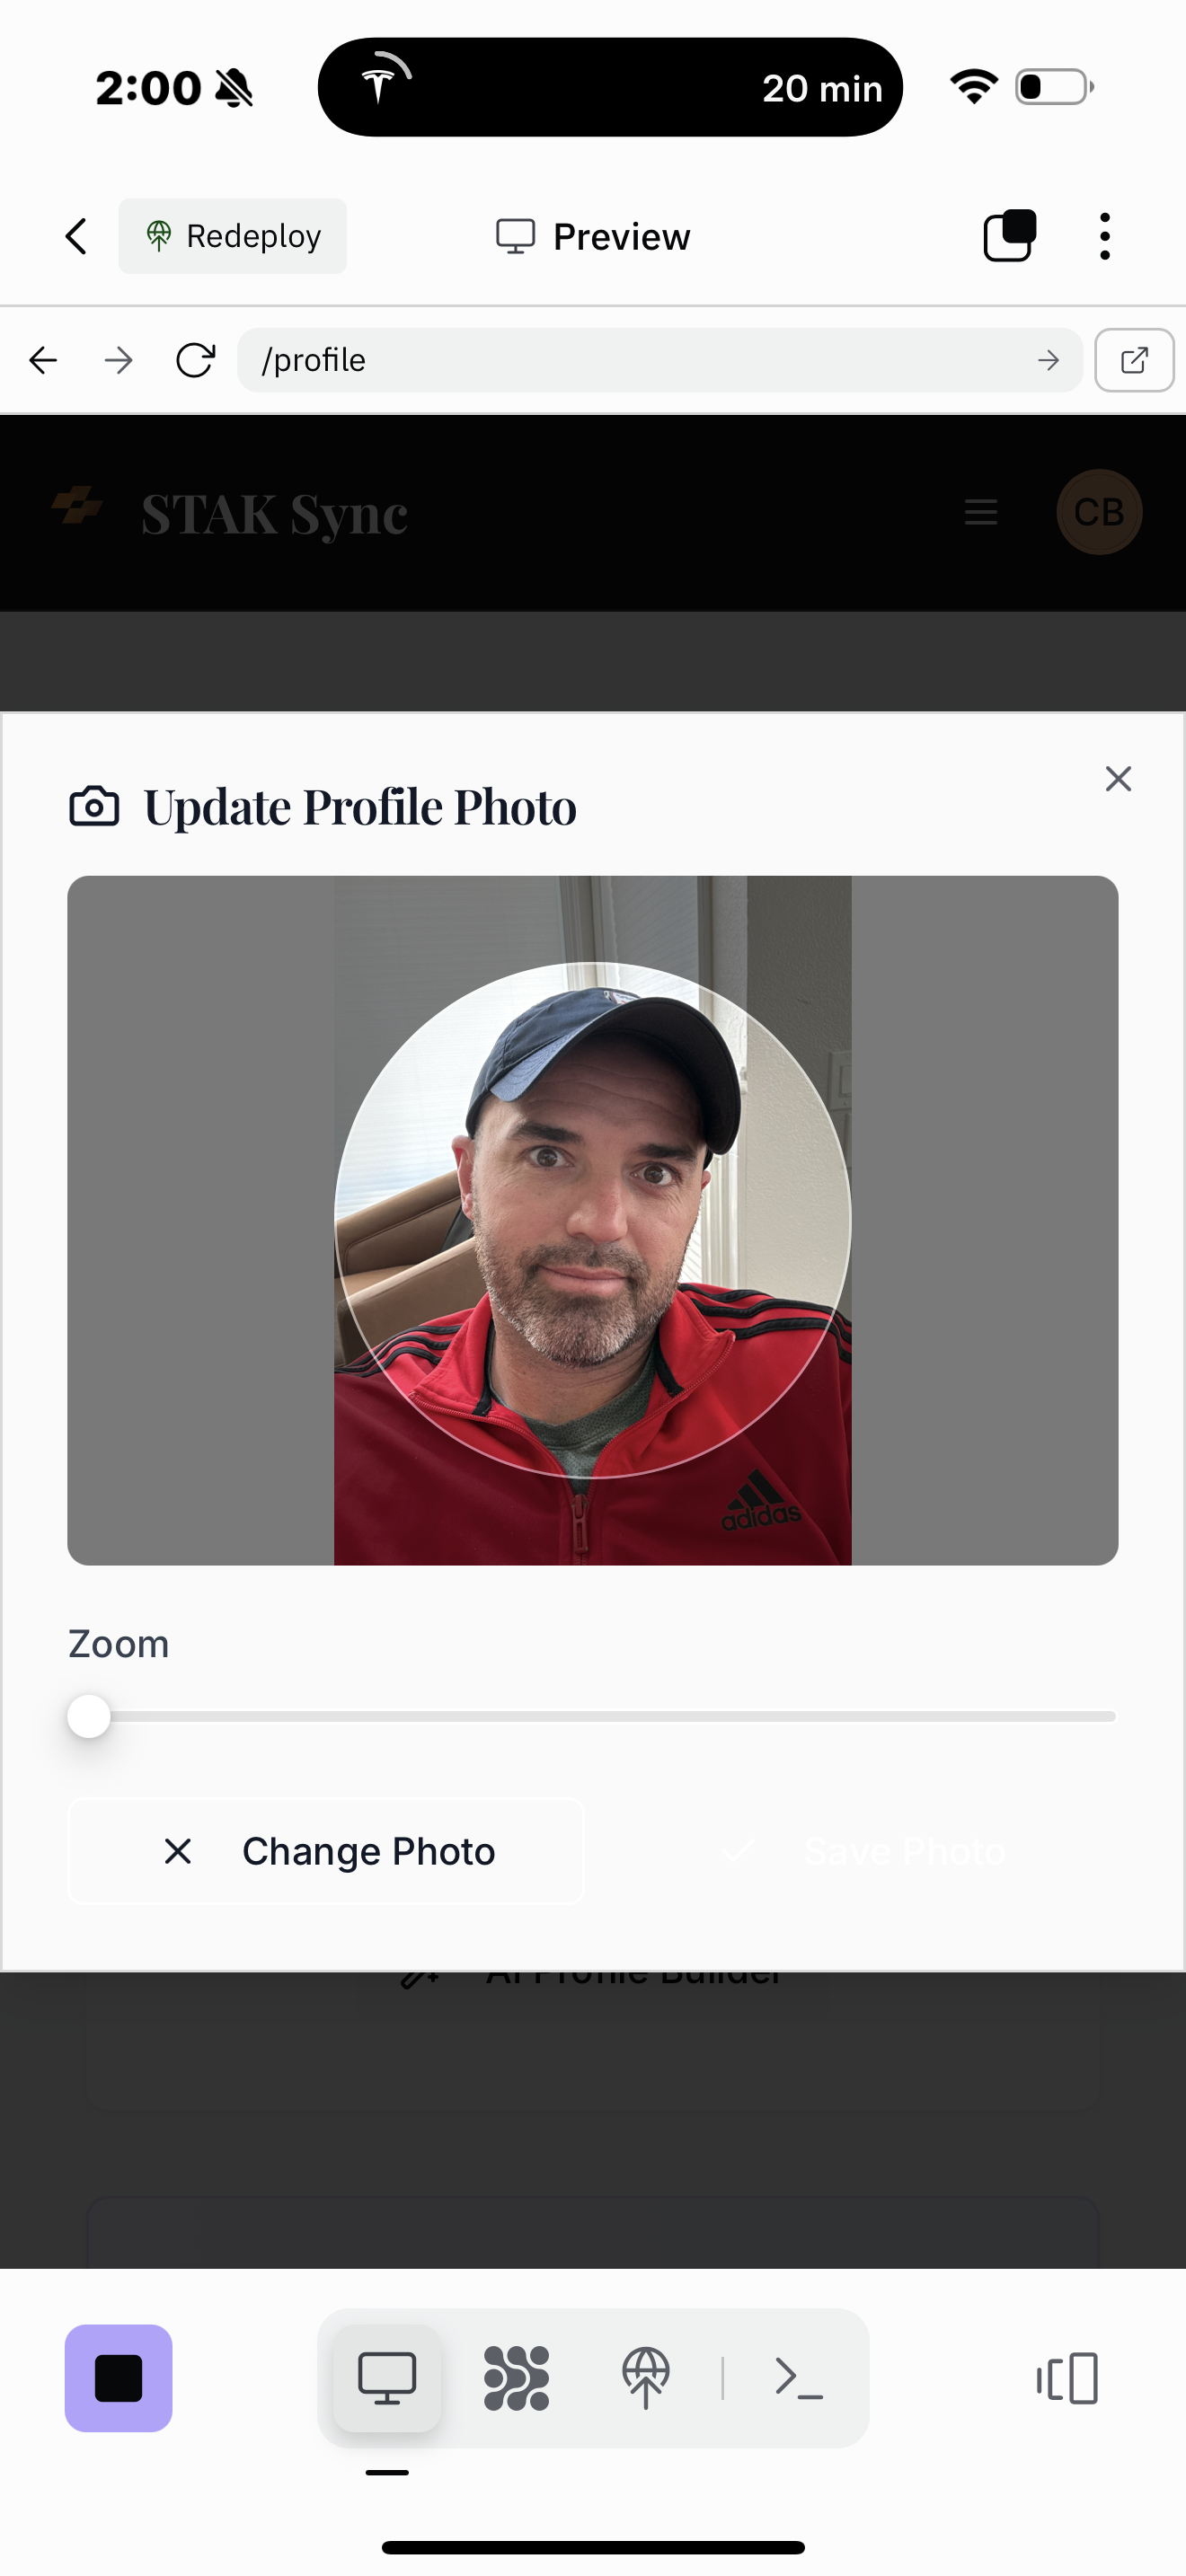 2:00
20 min
Redeploy
Preview
/profile
STAK Sync
CB
Update Profile Photo
adidas
Zoom
Change Photo
Save Photo
AI Profile Builder